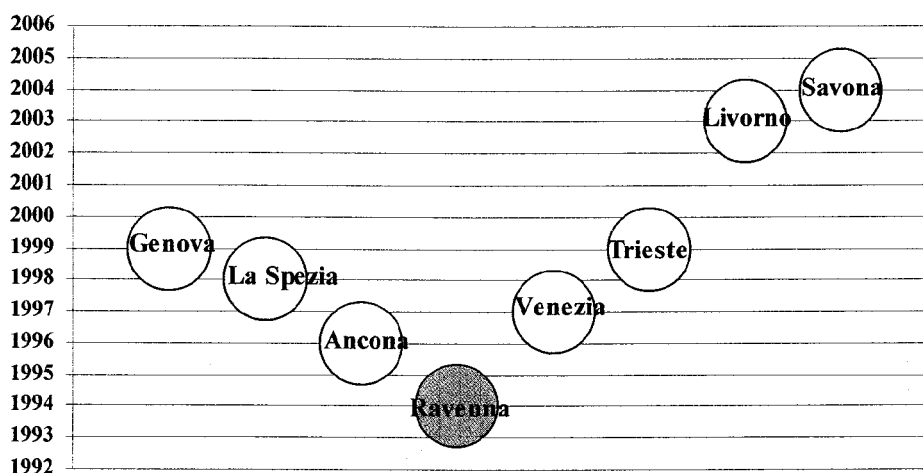 2006
2005
2004
2003
2002
2001
2000
1999
1998
1997
1996
1995
1994
1993
1992
Genova
La Spezia
Ancona
Ravenna
Venezia
Trieste
Livorno
Savona